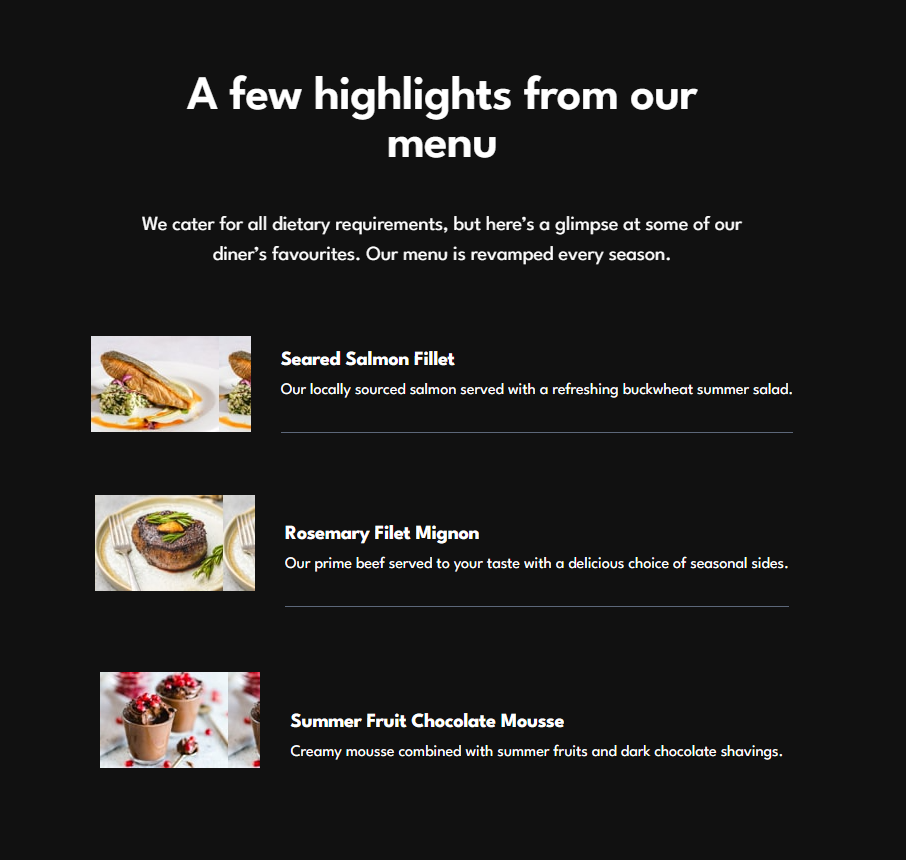 A few highlights from our
menu
We cater for all dietary requirements, but here’s a glimpse at some of our
diner’s favourites. Our menu is revamped every season.
Seared Salmon Fillet
Our locally sourced salmon served with a refreshing buckwheat summer salad.
Rosemary Filet Mignon
Our prime beef served to your taste with a delicious choice of seasonal sides.
Summer Fruit Chocolate Mousse
Creamy mousse combined with summer fruits and dark chocolate shavings.